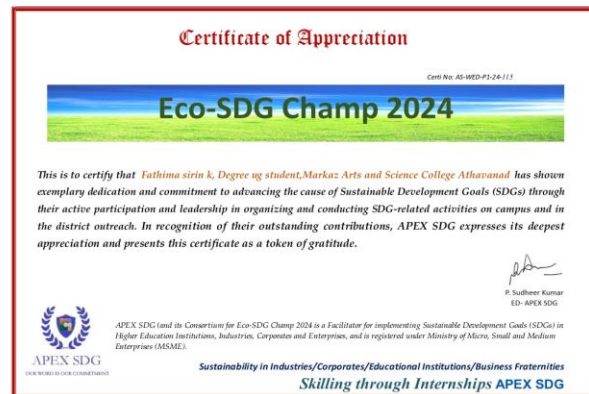 Certificate of Appreciation
Certi No: AS-WED-P1-24-113
Eco-SDG Champ 2024
This is to certify that Fathima sirin k, Degree ug student,Markaz Arts and Science College Athavanad has shown
exemplary dedication and commitment to advancing the cause of Sustainable Development Goals (SDGs) through
their active participation and leadership in organizing and conducting SDG-related activities on campus and in
the district outreach. In recognition of their outstanding contributions, APEX SDG expresses its deepest
appreciation and presents this certificate as a token of gratitude.
P. Sudheer Kumar
ED- APEX SDG
APEX SDG (and its Consortium for Eco-SDG Champ 2024 is a Facilitator for implementing Sustainable Development Goals (SDGs) in
Higher Education Institutions, Industries, Corporates and Enterprises, and is registered under Ministry of Micro, Small and Medium
Enterprises (MSME).
APEX SDG
OUR WORD IS OUR COMMITMENT
Sustainability in Industries/Corporates/Educational Institutions/Business Fraternities
Skilling through Internships APEX SDG